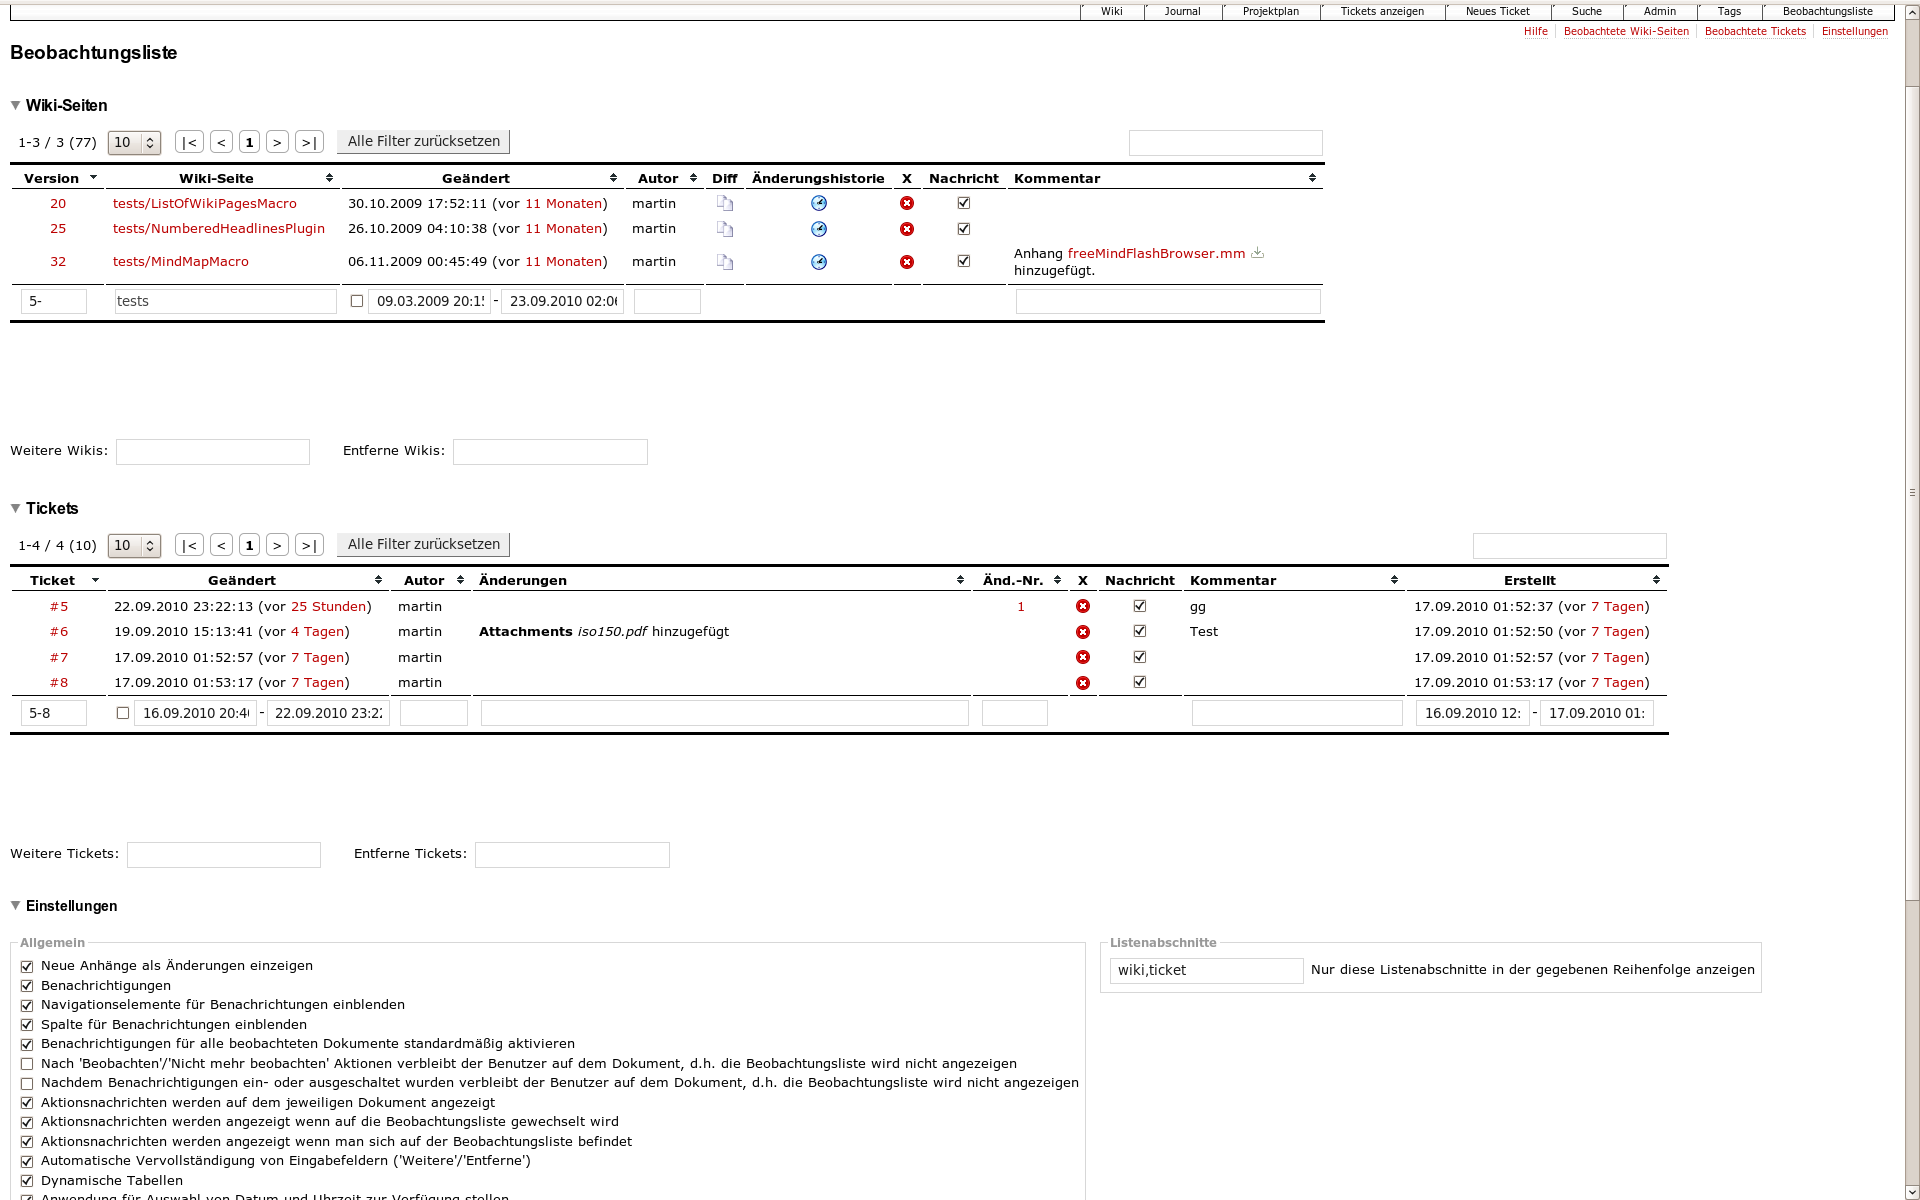 Wiki Journal Projektplan Tickets anzeigen Neues Ticket Suche Admin Tags Beobachtungsliste
Hilfe Beobachtete Wiki-Seiten Beobachtete Tickets Einstellungen
Beobachtungsliste
Wiki-Seiten
1-3 / 3 (77) 10 |< < 1 > >| Alle Filter zurücksetzen
Version Wiki-Seite Geändert Autor Diff Änderungshistorie X Nachricht Kommentar
20 tests/ListOfWikiPagesMacro 30.10.2009 17:52:11 (vor 11 Monaten) martin
25 tests/NumberedHeadlinesPlugin 26.10.2009 04:10:38 (vor 11 Monaten) martin
32 tests/MindMapMacro 06.11.2009 00:45:49 (vor 11 Monaten) martin Anhang freeMindFlashBrowser.mm
hinzugefügt.
5- tests 09.03.2009 20:1 - 23.09.2010 02:0
Weitere Wikis: Entferne Wikis:
Tickets
1-4 / 4 (10) 10 |< < 1 > >| Alle Filter zurücksetzen
Ticket Geändert Autor Änderungen Änd.-Nr. X Nachricht Kommentar Erstellt
#5 22.09.2010 23:22:13 (vor 25 Stunden) martin 1 gg 17.09.2010 01:52:37 (vor 7 Tagen)
#6 19.09.2010 15:13:41 (vor 4 Tagen) martin Attachments iso150.pdf hinzugefügt Test 17.09.2010 01:52:50 (vor 7 Tagen)
#7 17.09.2010 01:52:57 (vor 7 Tagen) martin 17.09.2010 01:52:57 (vor 7 Tagen)
#8 17.09.2010 01:53:17 (vor 7 Tagen) martin 17.09.2010 01:53:17 (vor 7 Tagen)
5-8 16.09.2010 20:4 - 22.09.2010 23:2 16.09.2010 12: - 17.09.2010 01:
Weitere Tickets: Entferne Tickets:
Einstellungen
Allgemein Listenabschnitte
Neue Anhänge als Änderungen einzeigen
wiki,ticket Nur diese Listenabschnitte in der gegebenen Reihenfolge anzeigen
Benachrichtigungen
Navigationselemente für Benachrichtungen einblenden
Spalte für Benachrichtungen einblenden
Benachrichtigungen für alle beobachteten Dokumente standardmäßig aktivieren
Nach 'Beobachten'/'Nicht mehr beobachten' Aktionen verbleibt der Benutzer auf dem Dokument, d.h. die Beobachtungsliste wird nicht angezeigen
Nachdem Benachrichtigungen ein- oder ausgeschaltet wurden verbleibt der Benutzer auf dem Dokument, d.h. die Beobachtungsliste wird nicht angezeigen
Aktionsnachrichten werden auf dem jeweiligen Dokument angezeigt
Aktionsnachrichten werden angezeigt wenn auf die Beobachtungsliste gewechselt wird
Aktionsnachrichten werden angezeigt wenn man sich auf der Beobachtungsliste befindet
Automatische Vervollständigung von Eingabefeldern ('Weitere'/'Entferne')
Dynamische Tabellen
Anwendung für Auswahl von Datum und Uhrzeit zur Verfügung stellen